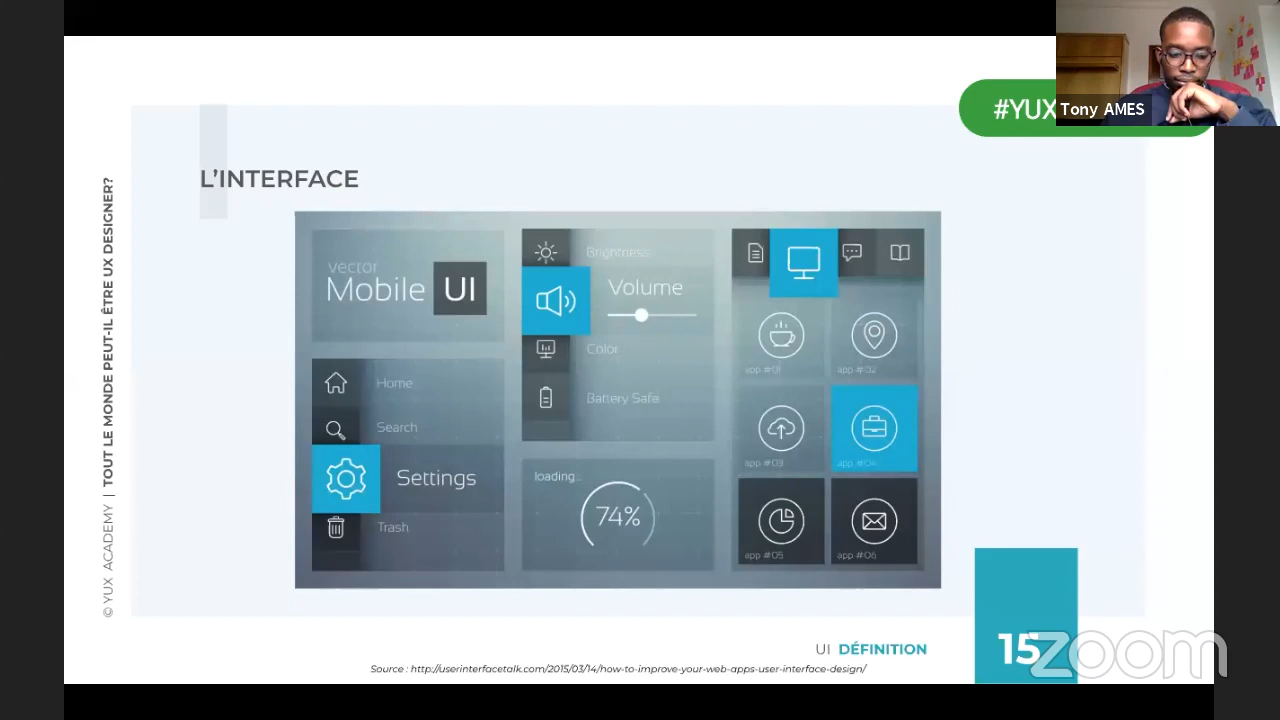 #YUX
Tony AMES
L'INTERFACE
© YUX ACADEMY | TOUT LE MONDE PEUT-IL ÊTRE UX DESIGNER?
vector
Mobile UI
Home
Search
Settings
Trash
Brightness
Volume
Color
Battery Safe
loading...
74%
app #01
app #02
app #03
app #04
app #05
app #06
UI DÉFINITION
15
Source : http://userinterfacetalk.com/2015/03/14/how-to-improve-your-web-apps-user-interface-design/
zoom